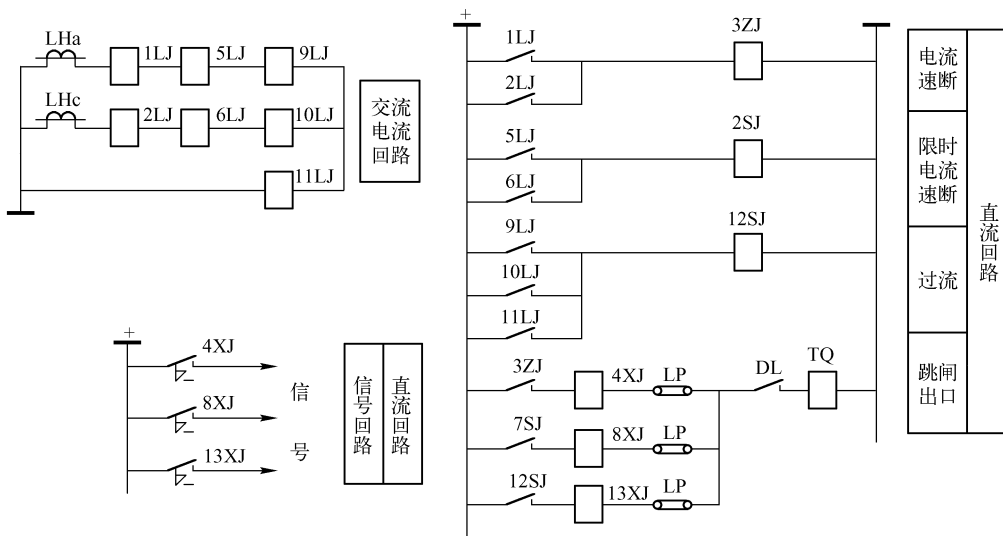 LHa
1LJ
5LJ
9LJ
LHc
2LJ
6LJ
10LJ
11LJ
交流
电流
回路
+
4XJ
8XJ
13XJ
信
号
信号回路
直流回路
+
1LJ
3ZJ
2LJ
5LJ
2SJ
6LJ
9LJ
12SJ
10LJ
11LJ
3ZJ
4XJ
LP
DL
TQ
7SJ
8XJ
LP
12SJ
13XJ
LP
电流
速断
限时
电流
速断
过流
跳闸
出口
直流回路